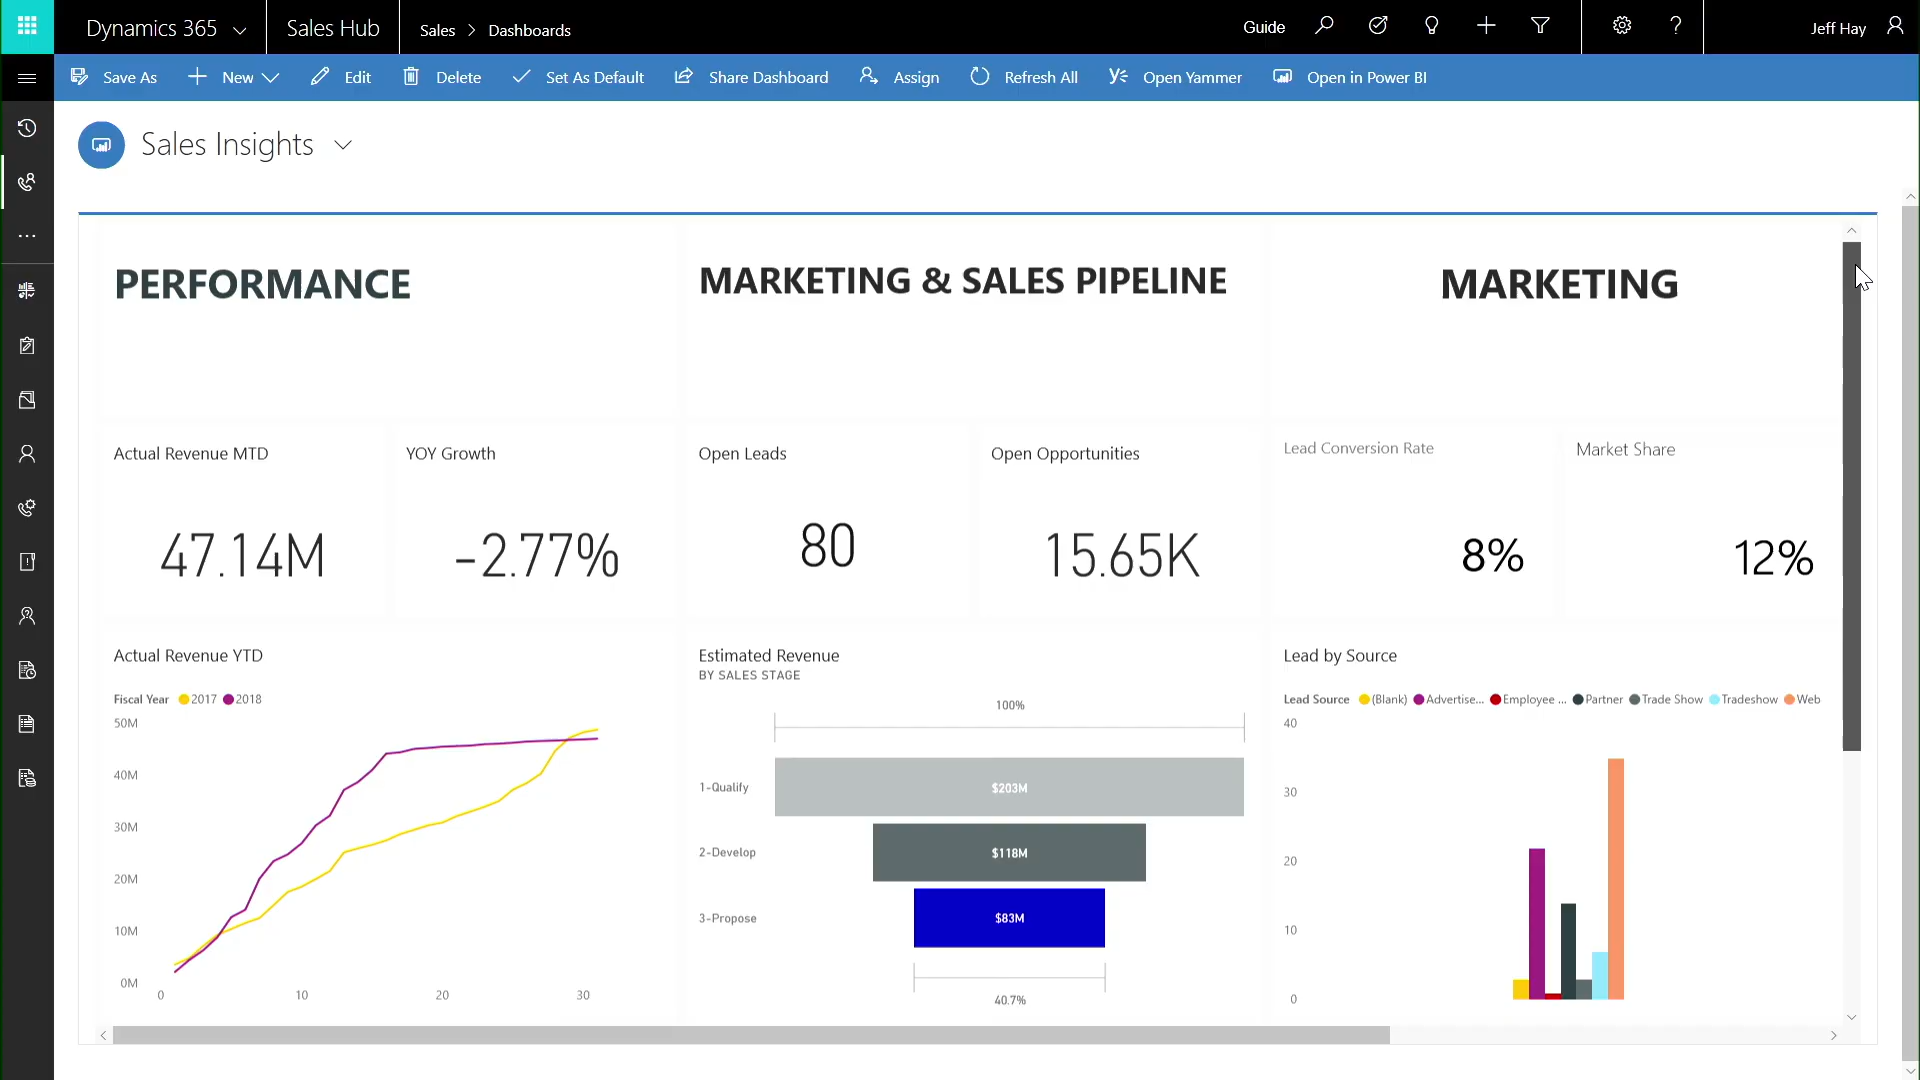 Dynamics 365
Sales Hub
Sales > Dashboards
Guide
?
Jeff Hay
Save As
New
Edit
Delete
Set As Default
Share Dashboard
Assign
Refresh All
Open Yammer
Open in Power BI
Sales Insights
PERFORMANCE
MARKETING & SALES PIPELINE
MARKETING
Actual Revenue MTD
47.14M
YOY Growth
-2.77%
Open Leads
80
Open Opportunities
15.65K
Lead Conversion Rate
8%
Market Share
12%
Actual Revenue YTD
Fiscal Year 2017 2018
50M
40M
30M
20M
10M
0M
0 10 20 30
Estimated Revenue
BY SALES STAGE
100%
1-Qualify $203M
2-Develop $118M
3-Propose $83M
40.7%
Lead by Source
Lead Source (Blank) Advertise... Employee ... Partner Trade Show Tradeshow Web
40
30
20
10
0